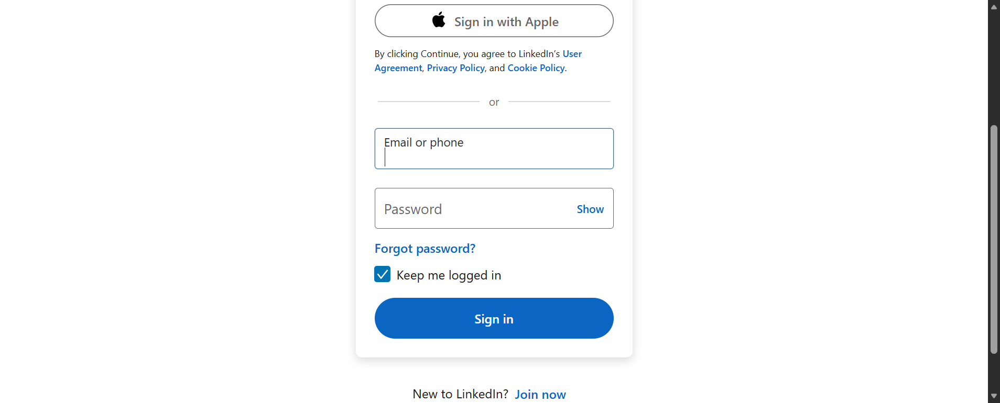 Sign in with Apple
By clicking Continue, you agree to LinkedIn’s User
Agreement, Privacy Policy, and Cookie Policy.
or
Email or phone
Password
Show
Forgot password?
Keep me logged in
Sign in
New to LinkedIn? Join now